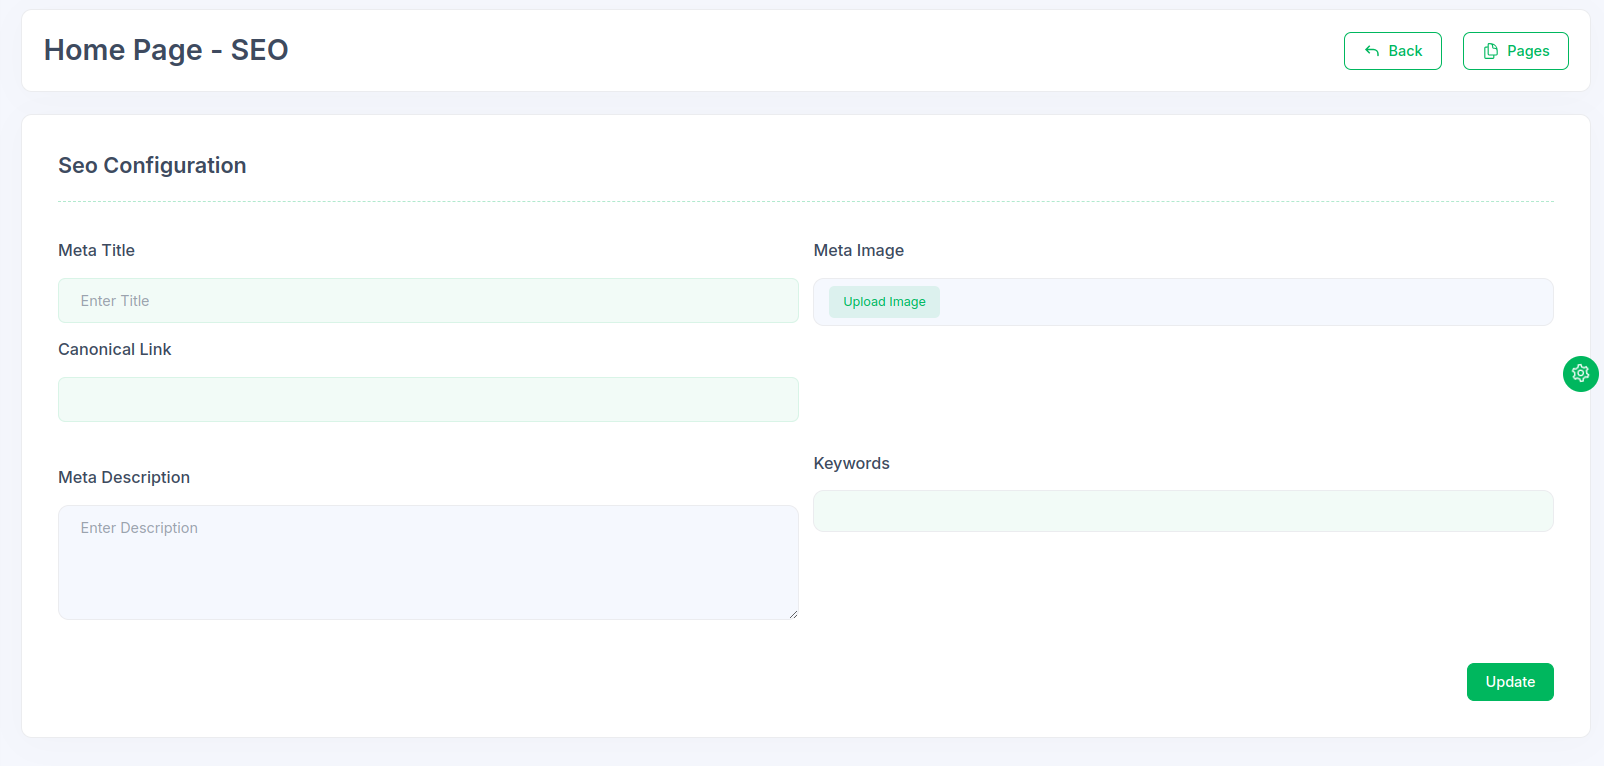 Home Page - SEO
Back
Pages
Seo Configuration
Meta Title
Meta Image
Enter Title
Upload Image
Canonical Link
Meta Description
Keywords
Enter Description
Update